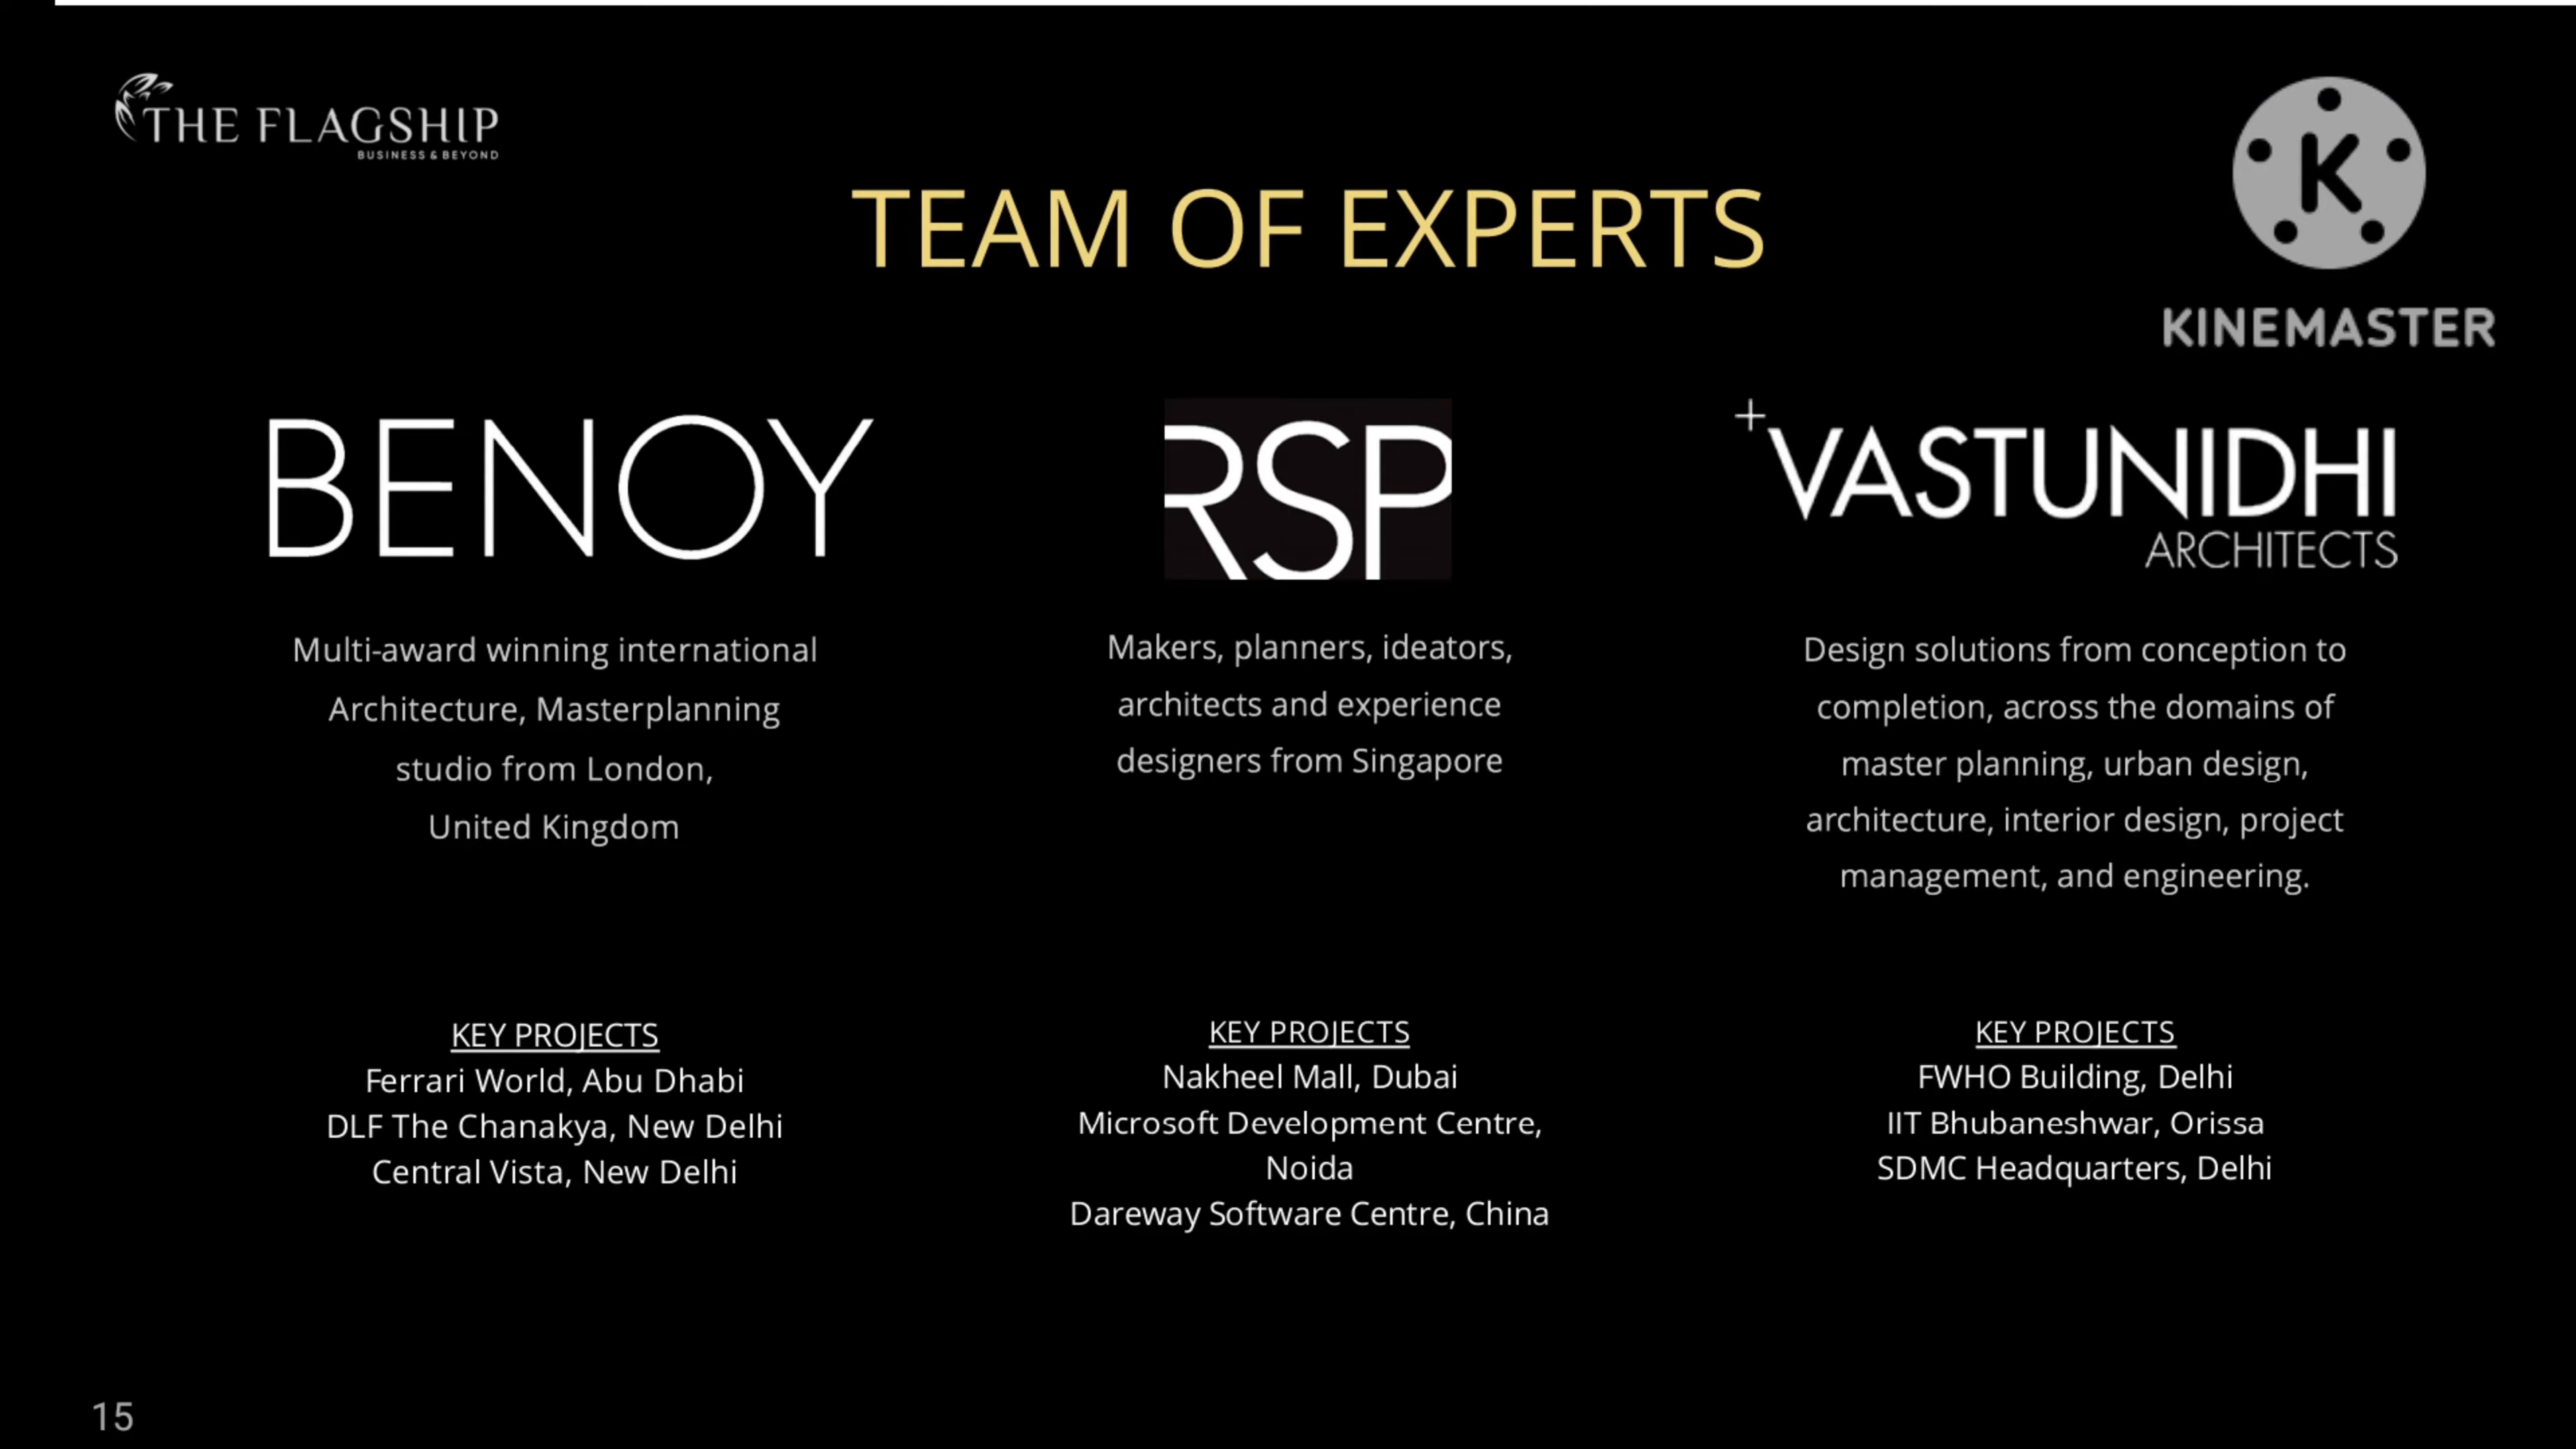 THE FLAGSHIP
BUSINESS & BEYOND
K
KINEMASTER
TEAM OF EXPERTS
BENOY
Multi-award winning international
Architecture, Masterplanning
studio from London,
United Kingdom
KEY PROJECTS
Ferrari World, Abu Dhabi
DLF The Chanakya, New Delhi
Central Vista, New Delhi
RSP
Makers, planners, ideators,
architects and experience
designers from Singapore
KEY PROJECTS
Nakheel Mall, Dubai
Microsoft Development Centre,
Noida
Dareway Software Centre, China
+VASTUNIDHI
ARCHITECTS
Design solutions from conception to
completion, across the domains of
master planning, urban design,
architecture, interior design, project
management, and engineering.
KEY PROJECTS
FWHO Building, Delhi
IIT Bhubaneshwar, Orissa
SDMC Headquarters, Delhi
15